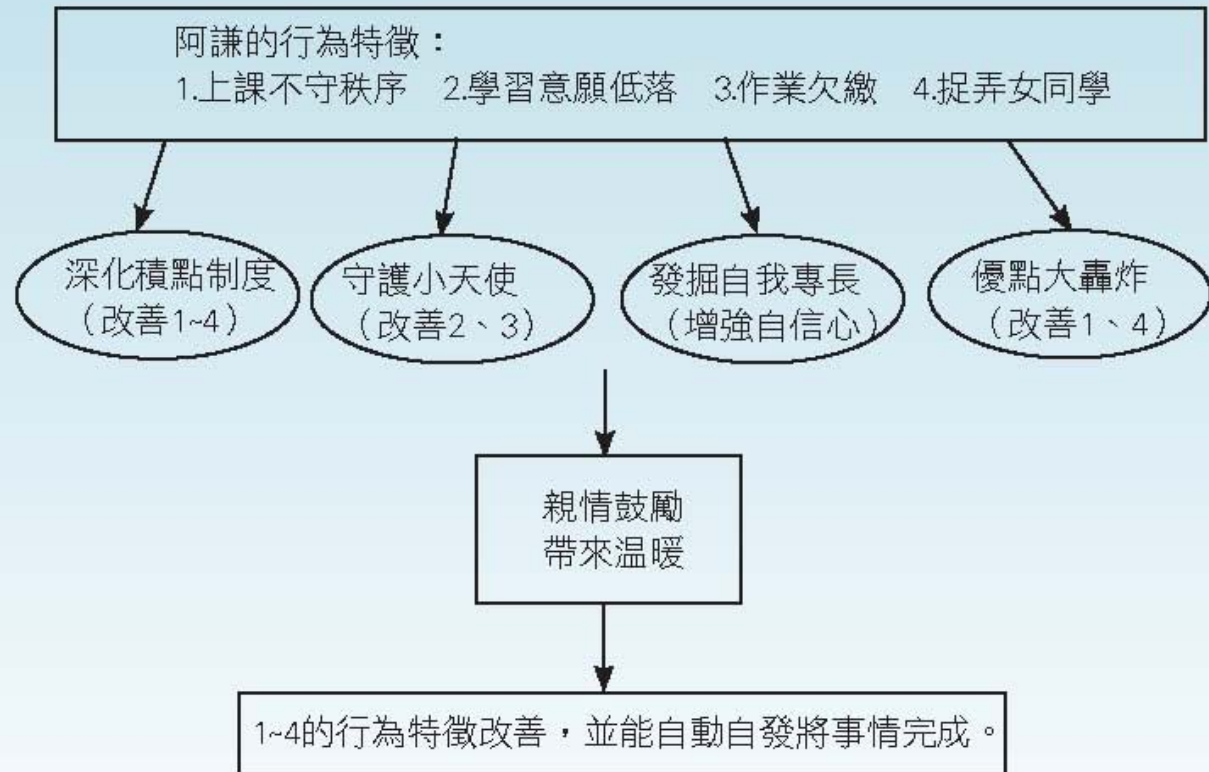 阿謙的行為特徵：
1.上課不守秩序　2.學習意願低落　3.作業欠繳　4.捉弄女同學
深化積點制度
（改善1~4）
守護小天使
（改善2、3）
發掘自我專長
（增強自信心）
優點大轟炸
（改善1、4）
親情鼓勵
帶來温暖
1~4的行為特徵改善，並能自動自發將事情完成。